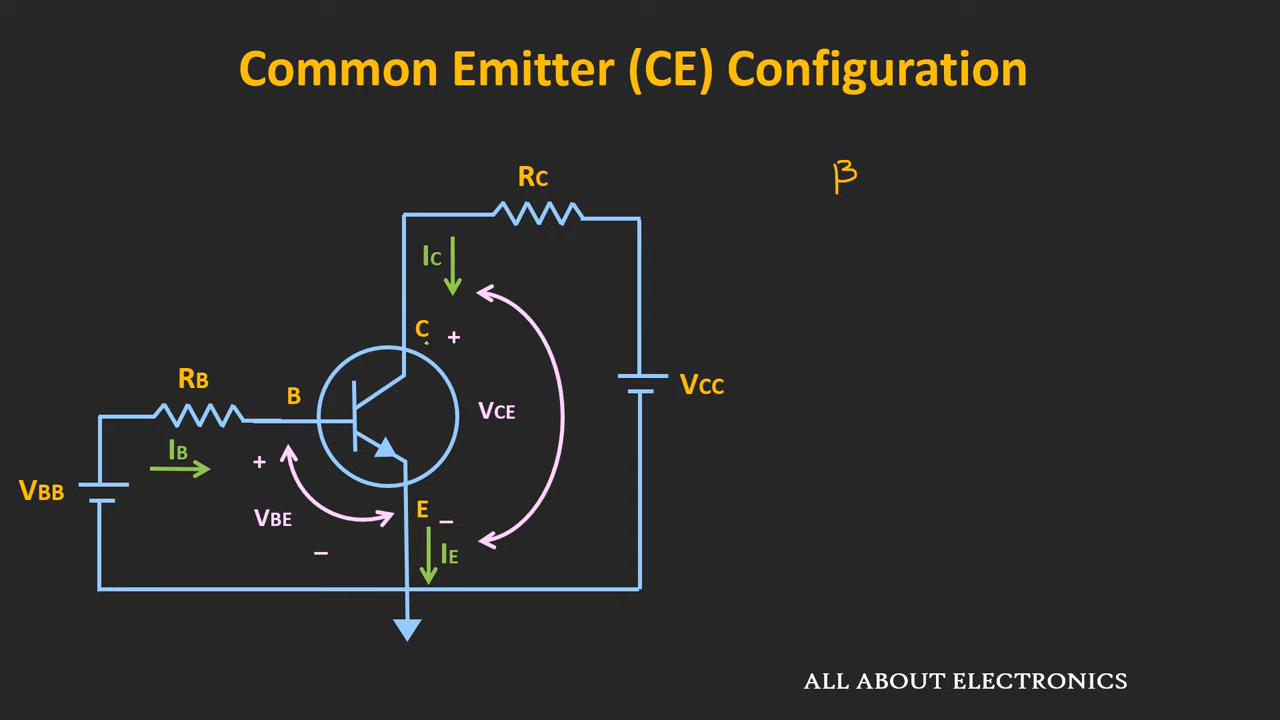 Common Emitter (CE) Configuration
β
RC
IC
C
+
RB
B
VCE
VCC
IB
+
VBB
VBE
E
–
IE
–
ALL ABOUT ELECTRONICS